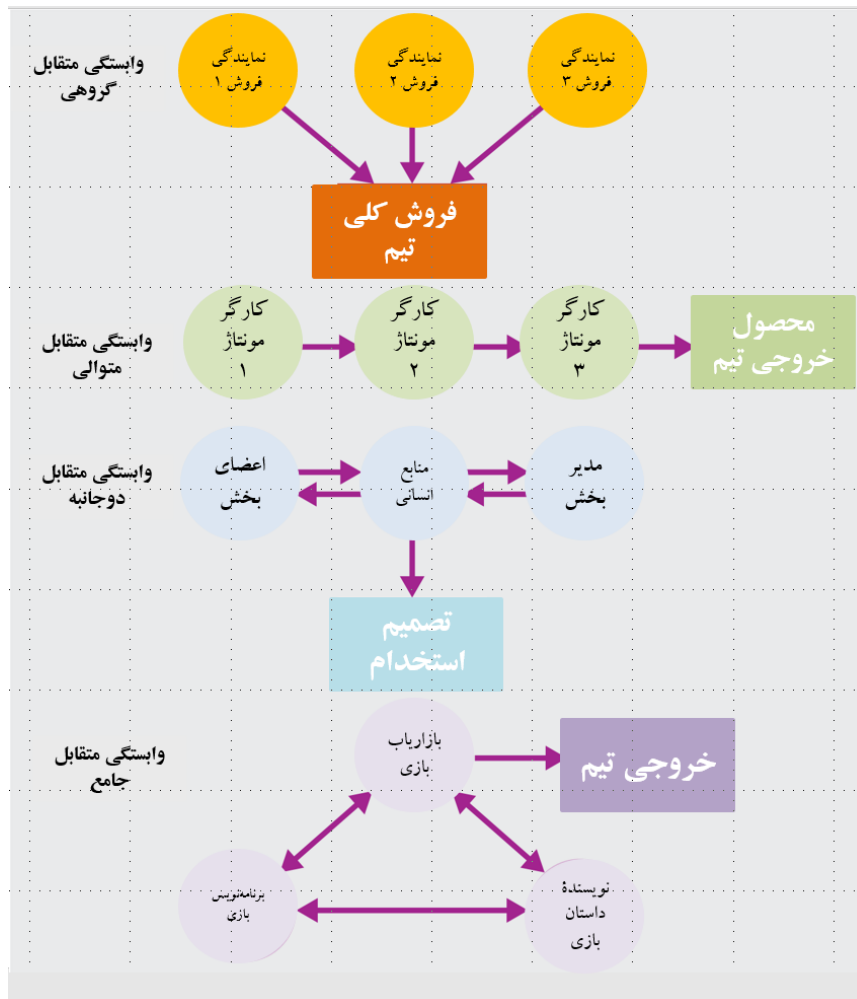 وابستگی متقابل
گروهی
نمایندگی
فروش ۱
نمایندگی
فروش ۲
نمایندگی
فروش ۳
فروش کلی
تیم
وابستگی متقابل
متوالی
کارگر
مونتاژ
۱
کارگر
مونتاژ
۲
کارگر
مونتاژ
۳
محصول
خروجی تیم
وابستگی متقابل
دوجانبه
اعضای
بخش
منابع
انسانی
مدیر
بخش
تصمیم
استخدام
وابستگی متقابل
جامع
بازاریاب
بازی
خروجی تیم
برنامه‌نویس
بازی
نویسندهٔ
داستان
بازی